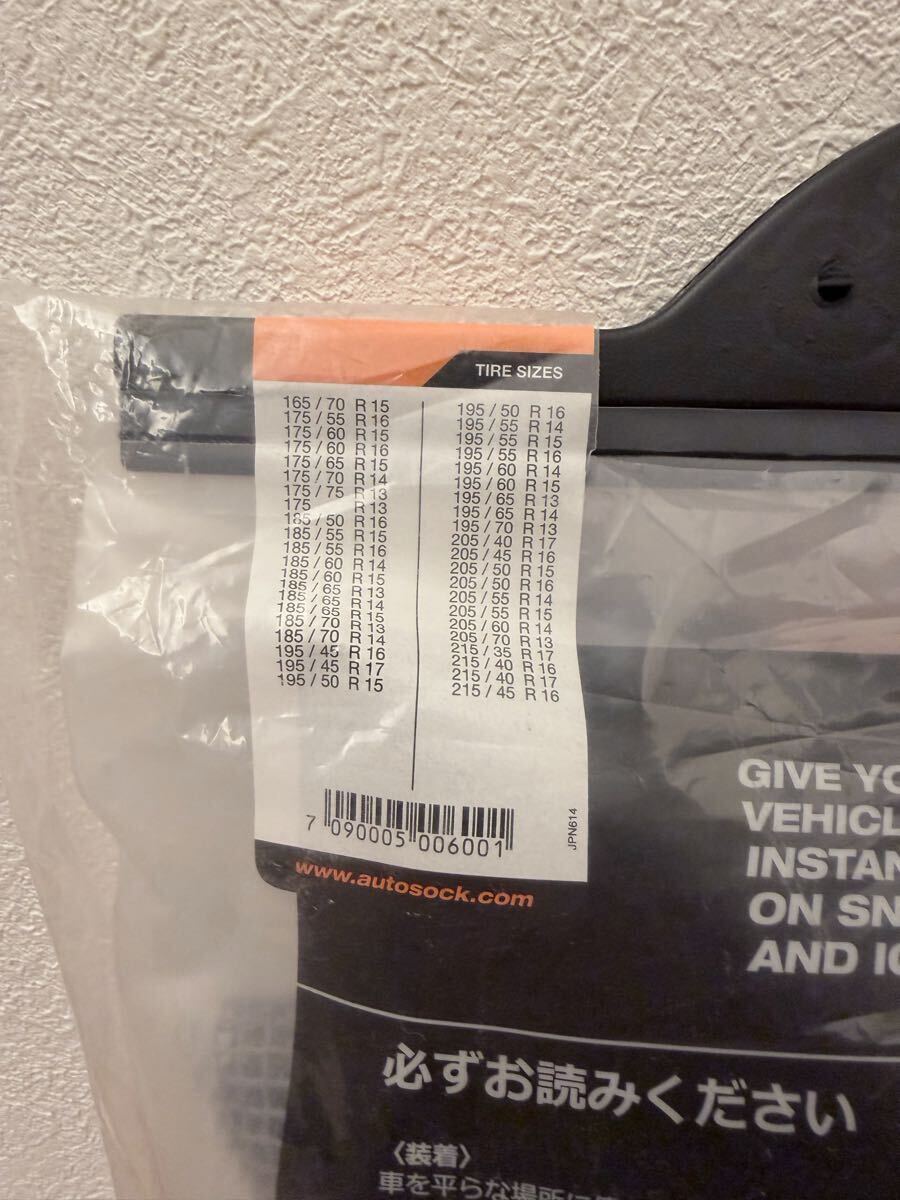 TIRE SIZES
165 / 70 R 15
175 / 55 R 16
175 / 60 R 15
175 / 60 R 16
175 / 65 R 15
175 / 70 R 14
175 / 75 R 13
175 R 13
185 / 50 R 16
185 / 55 R 15
185 / 55 R 16
185 / 60 R 14
185 / 60 R 15
185 / 65 R 13
185 / 65 R 14
185 / 65 R 15
185 / 70 R 13
185 / 70 R 14
195 / 45 R 16
195 / 45 R 17
195 / 50 R 15
195 / 50 R 16
195 / 55 R 14
195 / 55 R 15
195 / 55 R 16
195 / 60 R 14
195 / 60 R 15
195 / 65 R 13
195 / 65 R 14
195 / 70 R 13
205 / 40 R 17
205 / 45 R 16
205 / 50 R 15
205 / 50 R 16
205 / 55 R 14
205 / 55 R 15
205 / 60 R 14
205 / 70 R 13
215 / 35 R 17
215 / 40 R 16
215 / 40 R 17
215 / 45 R 16
7 090005 006001
JPN614
www.autosock.com
GIVE YO
VEHICL
INSTAN
ON SN
AND IC
必ずお読みください
〈装着〉
車を平らな場所に